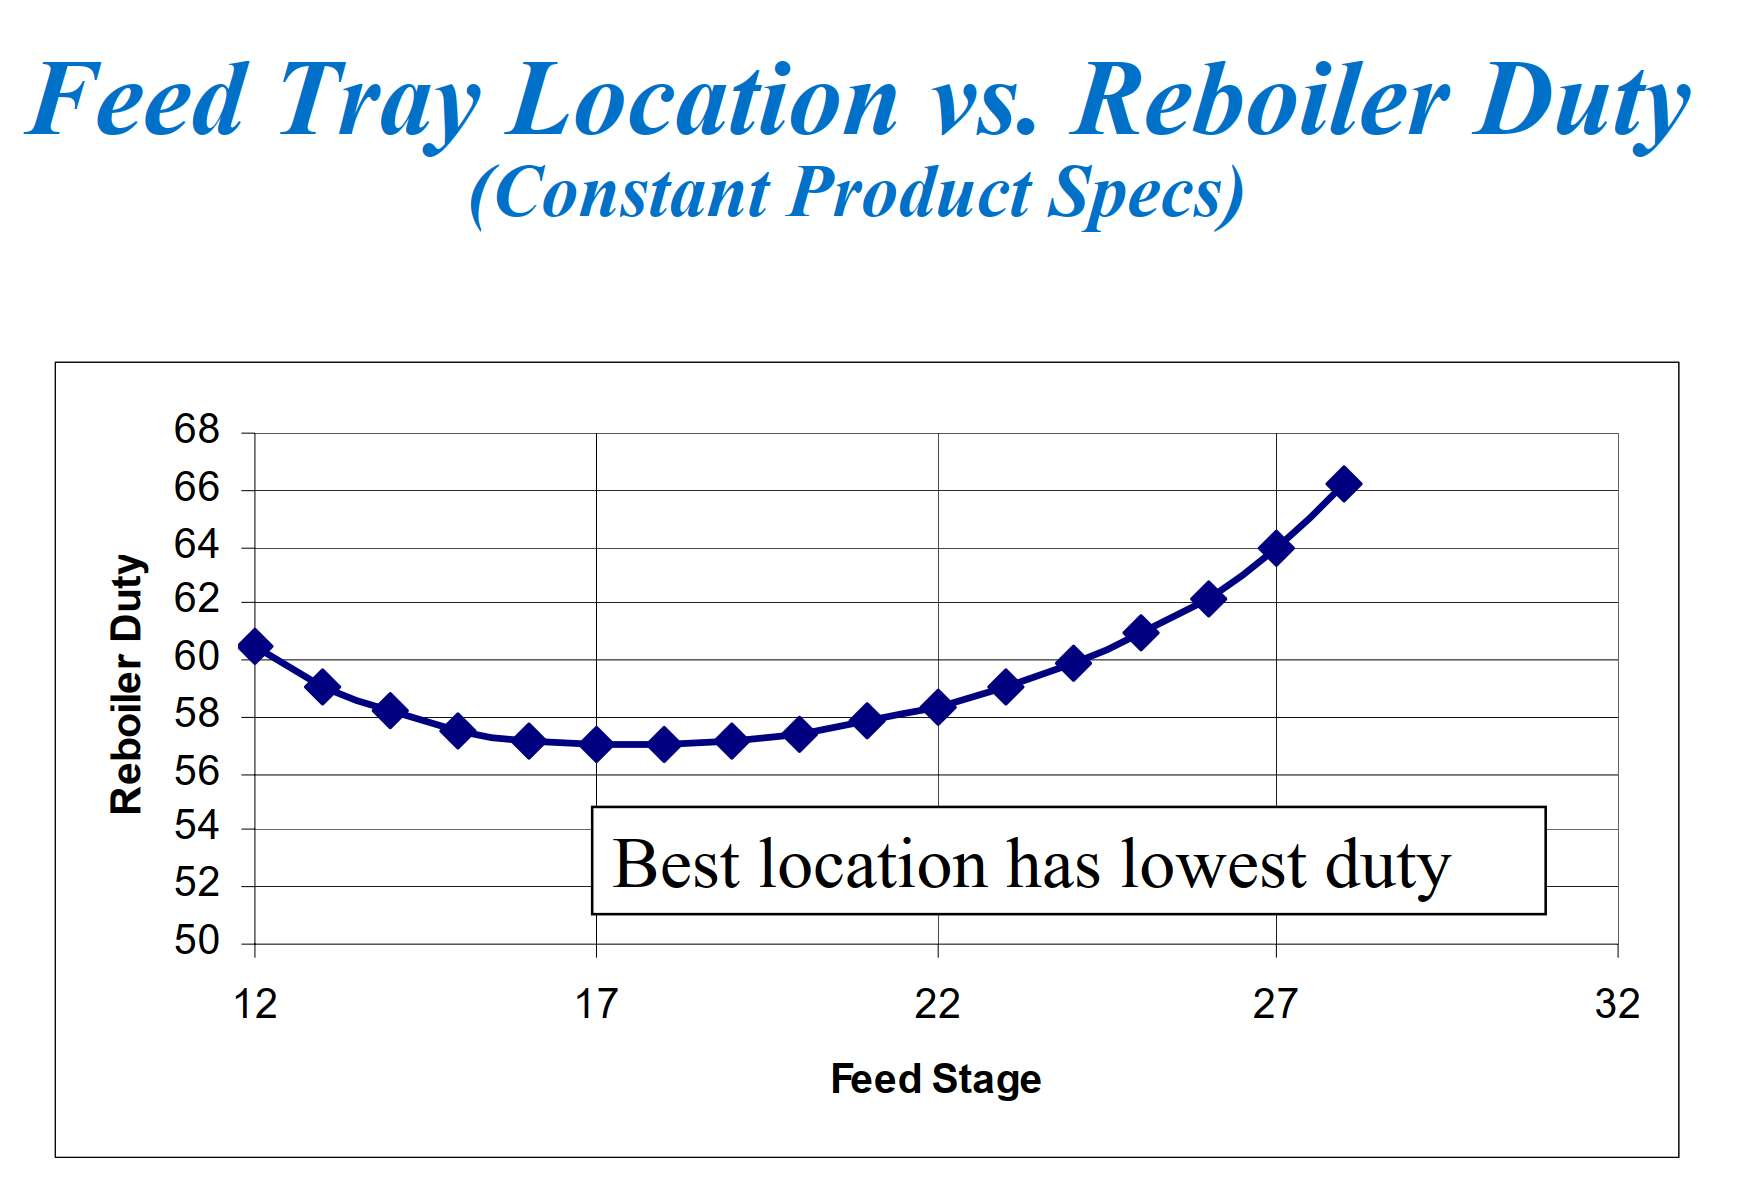 Feed Tray Location vs. Reboiler Duty
(Constant Product Specs)
68
66
64
62
60
58
56
54
52
50
Reboiler Duty
Best location has lowest duty
12 17 22 27 32
Feed Stage